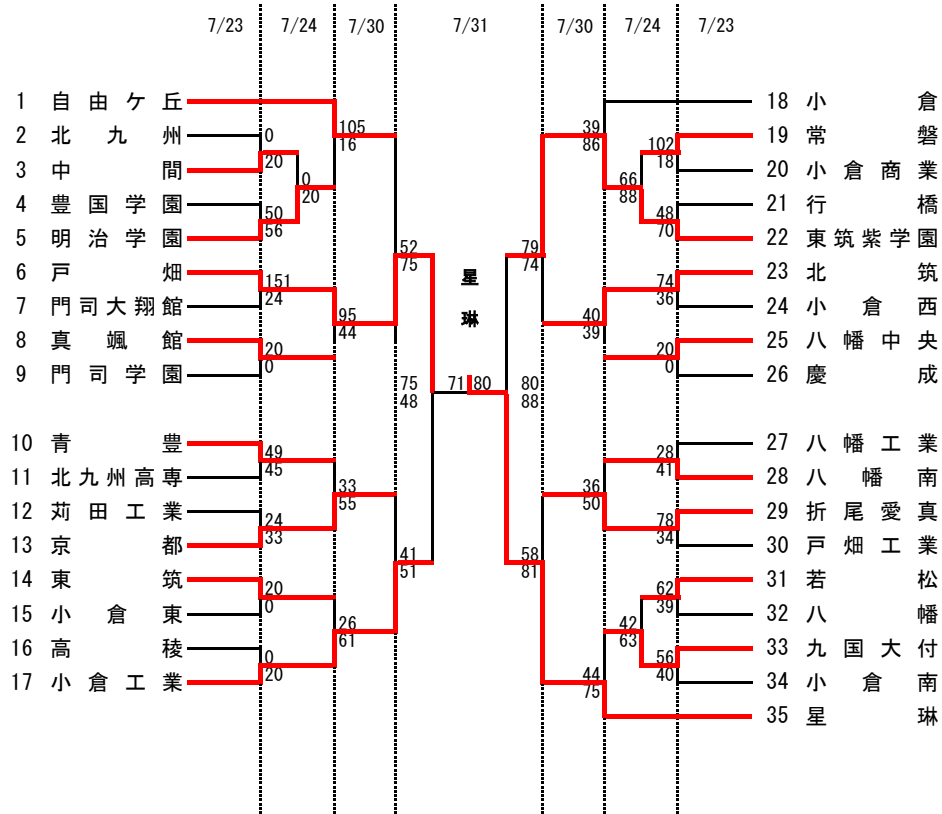 7/23 7/24 7/30 7/31 7/30 7/24 7/23
1 自由ケ丘
2 北九州
3 中間
4 豊国学園
5 明治学園
6 戸畑
7 門司大翔館
8 真颯館
9 門司学園
10 青豊
11 北九州高専
12 苅田工業
13 京都
14 東筑
15 小倉東
16 高稜
17 小倉工業
0
20
50
56
151
24
20
0
49
45
24
33
20
0
0
20
0
20
105
16
95
44
33
55
26
61
52
75
41
51
75
48
星琳
71 80
80
88
79
74
58
81
39
86
40
39
36
50
44
75
66
88
42
63
102
18
48
70
74
36
20
0
28
41
78
34
62
39
56
40
18 小倉
19 常磐
20 小倉商業
21 行橋
22 東筑紫学園
23 北筑
24 小倉西
25 八幡中央
26 慶成
27 八幡工業
28 八幡南
29 折尾愛真
30 戸畑工業
31 若松
32 八幡
33 九国大付
34 小倉南
35 星琳